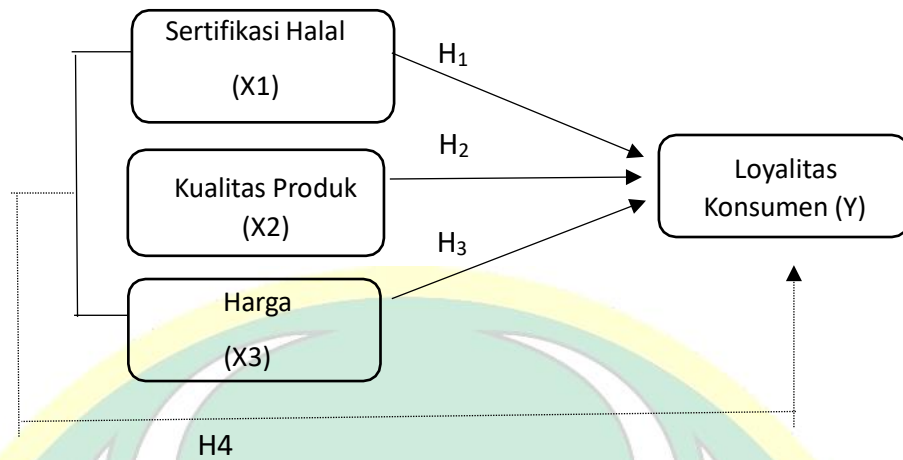 Sertifikasi Halal
(X1)
H₁
H₂
Kualitas Produk
(X2)
Loyalitas
Konsumen (Y)
H₃
Harga
(X3)
H4